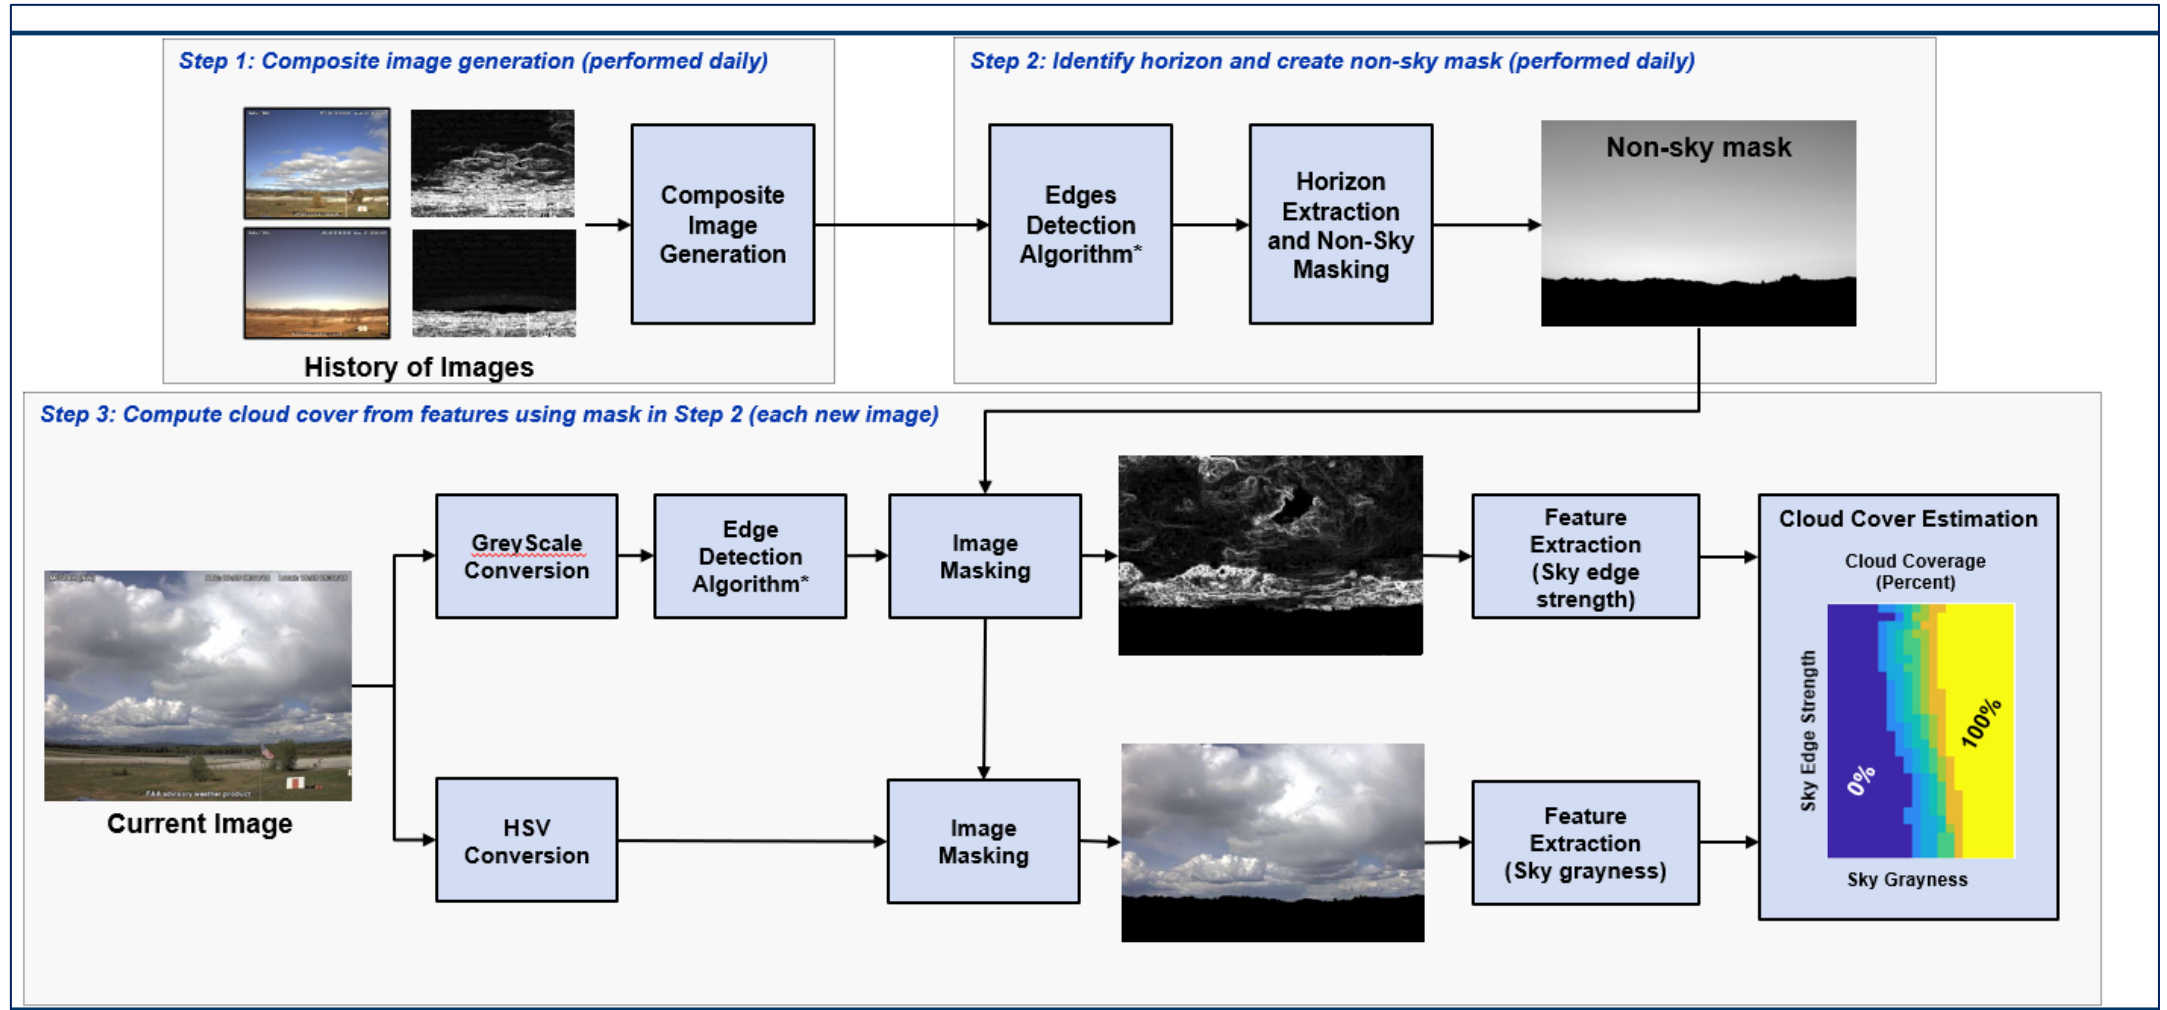 Step 1: Composite image generation (performed daily)
History of Images
Composite
Image
Generation
Step 2: Identify horizon and create non-sky mask (performed daily)
Edges
Detection
Algorithm*
Horizon
Extraction
and Non-Sky
Masking
Non-sky mask
Step 3: Compute cloud cover from features using mask in Step 2 (each new image)
FAA advisory weather product
Current Image
GreyScale
Conversion
Edge
Detection
Algorithm*
Image
Masking
Feature
Extraction
(Sky edge
strength)
HSV
Conversion
Image
Masking
Feature
Extraction
(Sky grayness)
Cloud Cover Estimation
Cloud Coverage
(Percent)
Sky Edge Strength
0%
100%
Sky Grayness